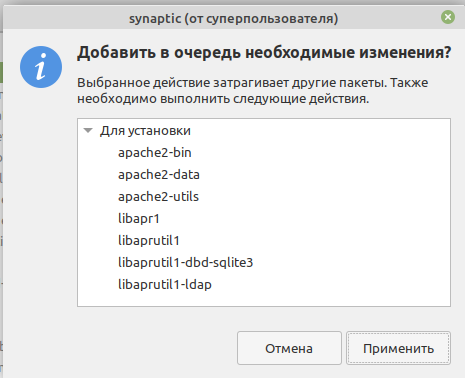 synaptic (от суперпользователя)
Добавить в очередь необходимые изменения?
Выбранное действие затрагивает другие пакеты. Также
необходимо выполнить следующие действия.
Для установки
apache2-bin
apache2-data
apache2-utils
libapr1
libaprutil1
libaprutil1-dbd-sqlite3
libaprutil1-ldap
Отмена
Применить